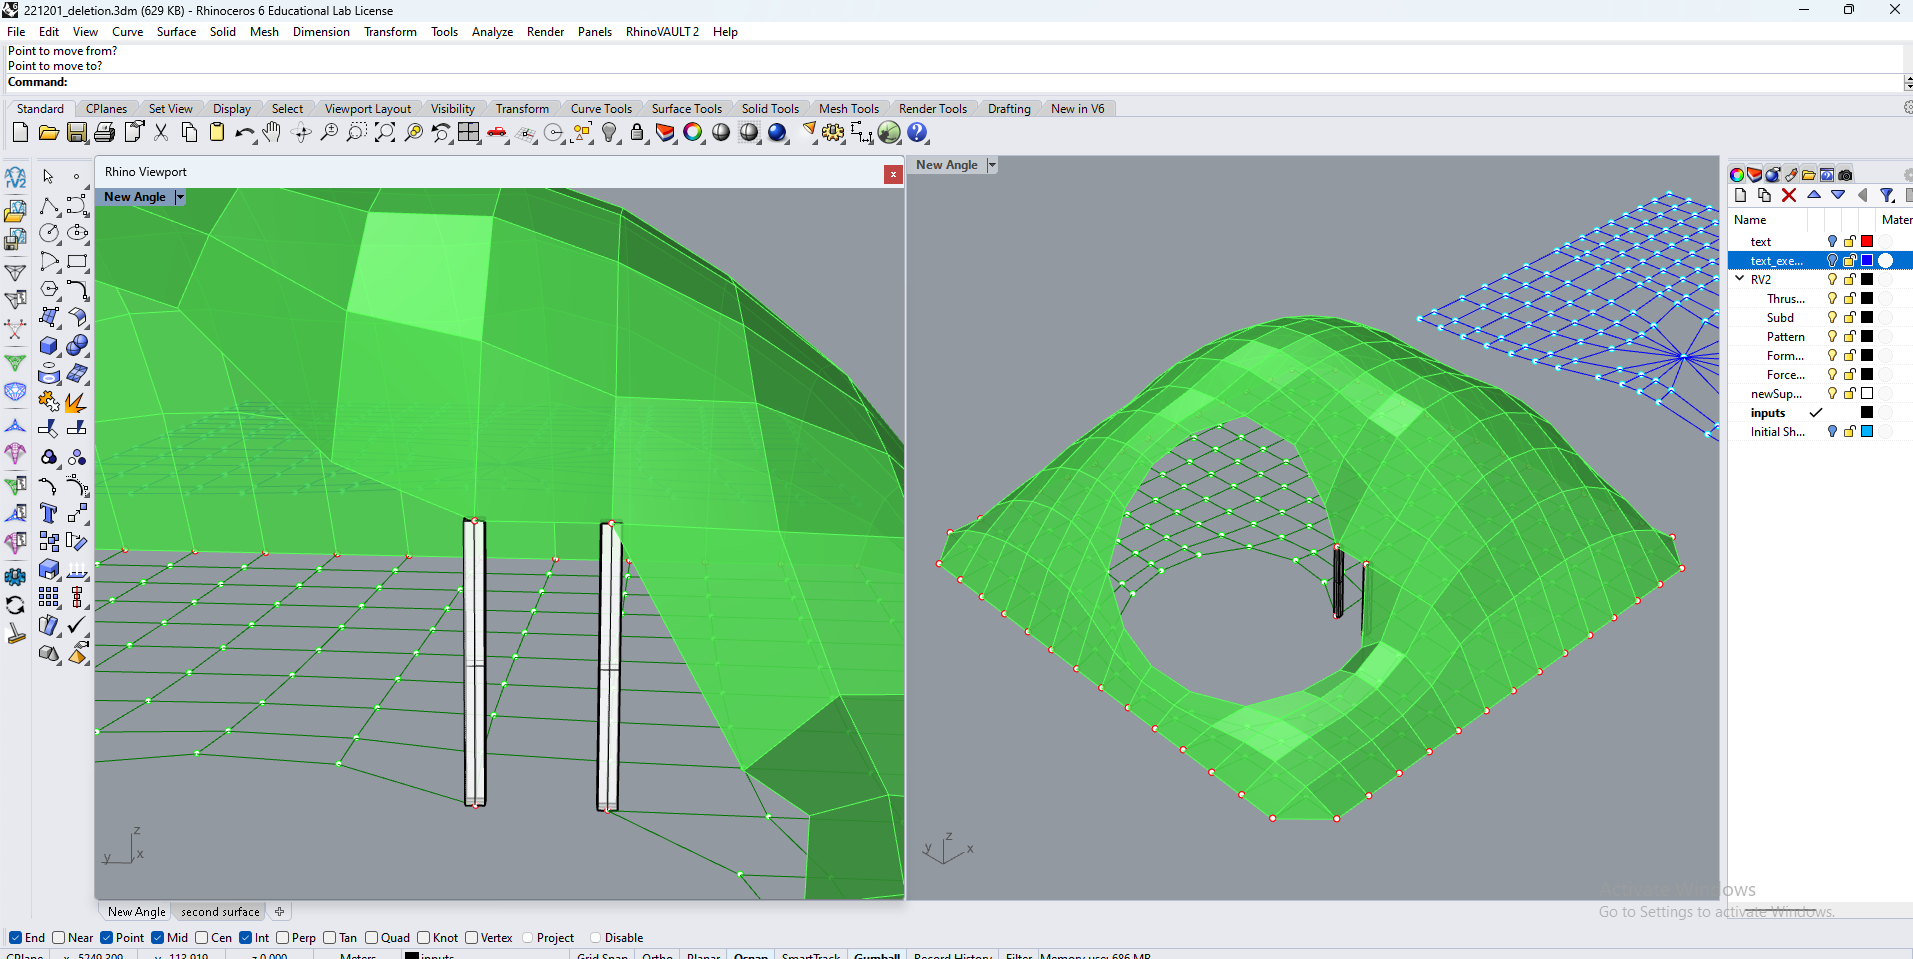 221201_deletion.3dm (629 KB) - Rhinoceros 6 Educational Lab License
File Edit View Curve Surface Solid Mesh Dimension Transform Tools Analyze Render Panels RhinoVAULT 2 Help
Point to move from?
Point to move to?
Command:
Standard CPlanes Set View Display Select Viewport Layout Visibility Transform Curve Tools Surface Tools Solid Tools Mesh Tools Render Tools Drafting New in V6
Rhino Viewport
New Angle
New Angle
Name Mater
text
text_exe...
RV2
Thrus...
Subd
Pattern
Form...
Force...
newSup...
inputs
Initial Sh...
z
y x
z
y x
Activate Windows
Go to Settings to activate Windows.
New Angle second surface
End Near Point Mid Cen Int Perp Tan Quad Knot Vertex Project Disable
CPlane x 5249.309 y 113.919 z 0.000 Meters inputs Grid Snap Ortho Planar Osnap SmartTrack Gumball Record History Filter Memory use: 686 MB